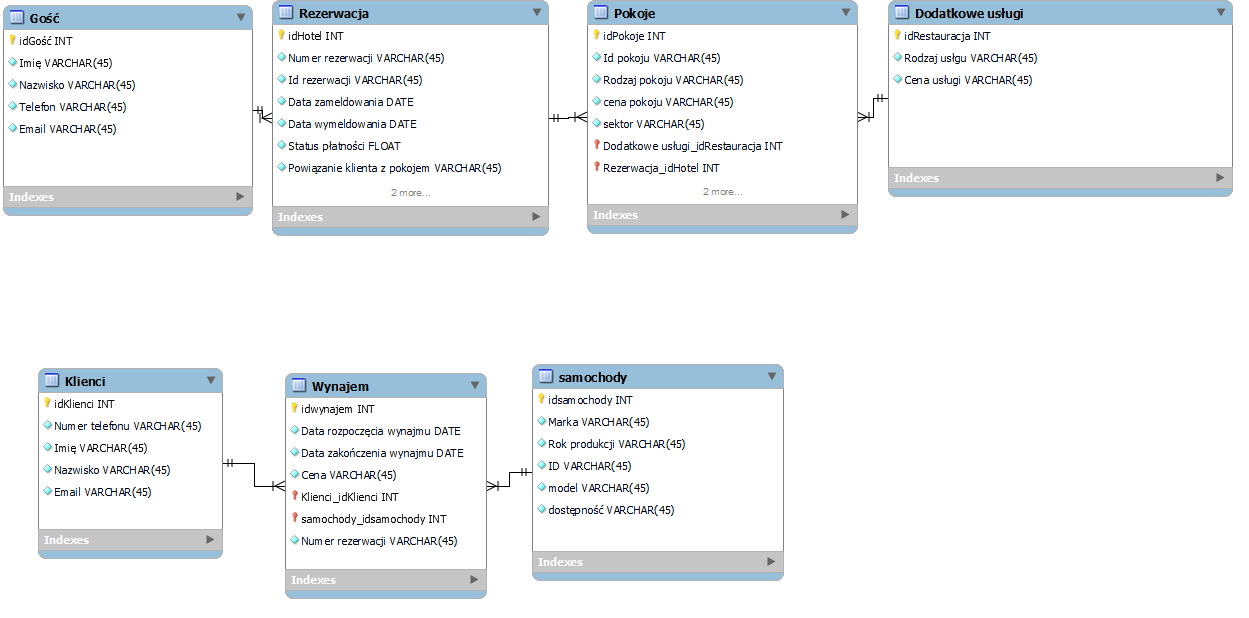 Gość
idGość INT
Imię VARCHAR(45)
Nazwisko VARCHAR(45)
Telefon VARCHAR(45)
Email VARCHAR(45)
Indexes
Rezerwacja
idHotel INT
Numer rezerwacji VARCHAR(45)
Id rezerwacji VARCHAR(45)
Data zameldowania DATE
Data wymeldowania DATE
Status płatności FLOAT
Powiązanie klienta z pokojem VARCHAR(45)
2 more...
Indexes
Pokoje
idPokoje INT
Id pokoju VARCHAR(45)
Rodzaj pokoju VARCHAR(45)
cena pokoju VARCHAR(45)
sektor VARCHAR(45)
Dodatkowe usługi_idRestauracja INT
Rezerwacja_idHotel INT
2 more...
Indexes
Dodatkowe usługi
idRestauracja INT
Rodzaj usłgu VARCHAR(45)
Cena usługi VARCHAR(45)
Indexes
Klienci
idKlienci INT
Numer telefonu VARCHAR(45)
Imię VARCHAR(45)
Nazwisko VARCHAR(45)
Email VARCHAR(45)
Indexes
Wynajem
idwynajem INT
Data rozpoczęcia wynajmu DATE
Data zakończenia wynajmu DATE
Cena VARCHAR(45)
Klienci_idKlienci INT
samochody_idsamochody INT
Numer rezerwacji VARCHAR(45)
Indexes
samochody
idsamochody INT
Marka VARCHAR(45)
Rok produkcji VARCHAR(45)
ID VARCHAR(45)
model VARCHAR(45)
dostępność VARCHAR(45)
Indexes